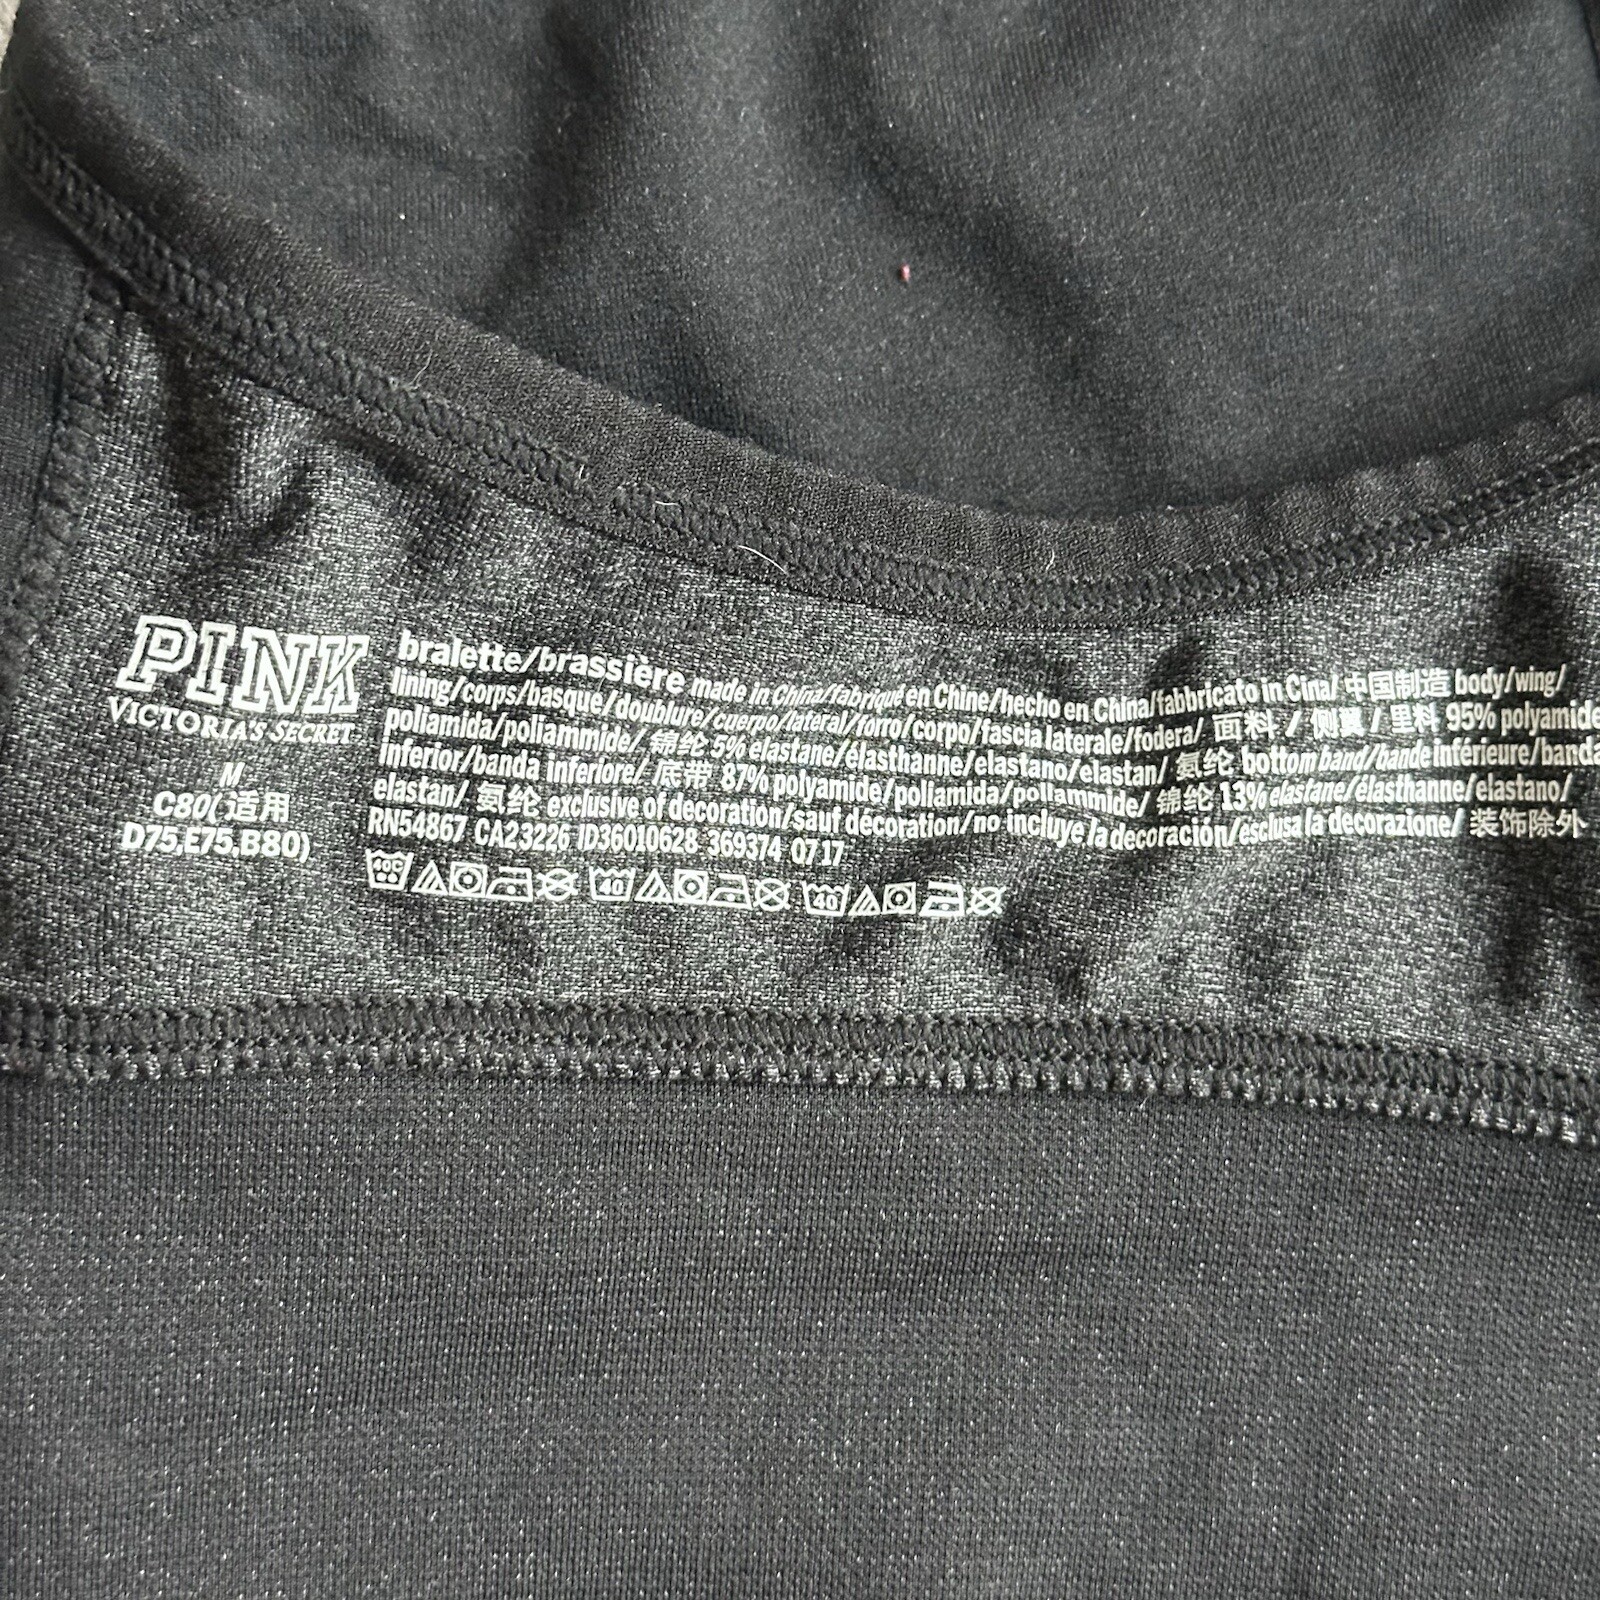 PINK
VICTORIA'S SECRET
M
C80(适用
D75,E75,B80)
bralette/brassière made in China/fabriqué en Chine/hecho en China/fabbricato in Cina/中国制造 body/wing/
lining/corps/basque/doublure/cuerpo/lateral/forro/corpo/fascia laterale/fodera/ 面料 / 侧翼 / 里料 95% polyamide
poliamida/poliammide/ 锦纶 5% elastane/élasthanne/elastano/elastan/ 氨纶 bottom band/bande inférieure/banda
inferior/banda inferiore/ 底带 87% polyamide/poliamida/poliammide/ 锦纶 13% elastane/élasthanne/elastano/
elastan/ 氨纶 exclusive of decoration/sauf décoration/no incluye la decoración/esclusa la decorazione/ 装饰除外
RN54867 CA23226 ID36010628 369374 0717
40C 40 40